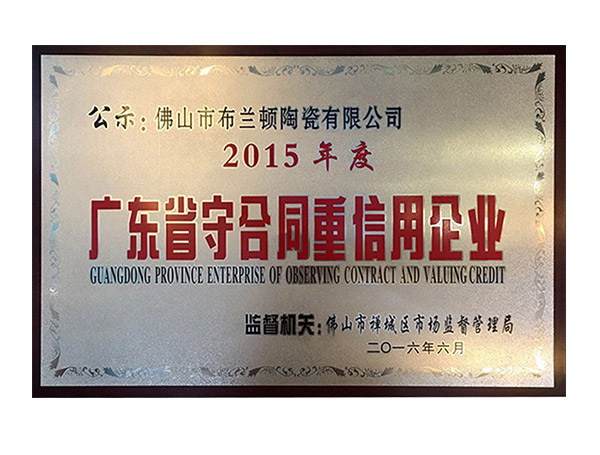 公示：佛山市布兰顿陶瓷有限公司
2015年度
广东省守合同重信用企业
GUANGDONG PROVINCE ENTERPRISE OF OBSERVING CONTRACT AND VALUING CREDIT
监督机关：佛山市禅城区市场监督管理局
二〇一六年六月